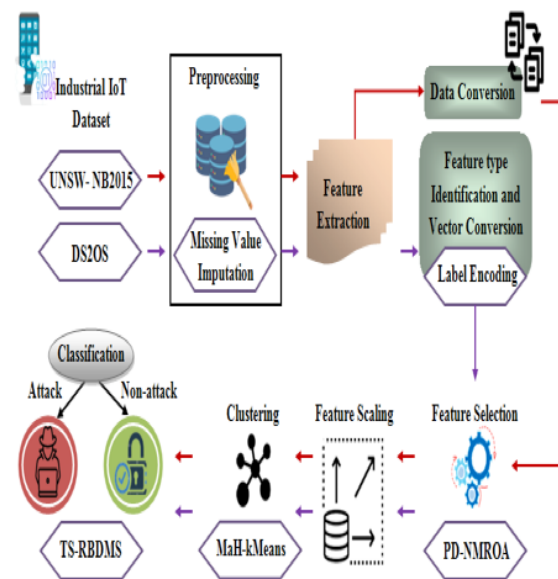 Industrial IoT
Dataset
UNSW- NB2015
DS2OS
Preprocessing
Missing Value
Imputation
Feature
Extraction
Data Conversion
Feature type
Identification and
Vector Conversion
Label Encoding
Classification
Attack
Non-attack
TS-RBDMS
Clustering
MaH-kMeans
Feature Scaling
Feature Selection
PD-NMROA